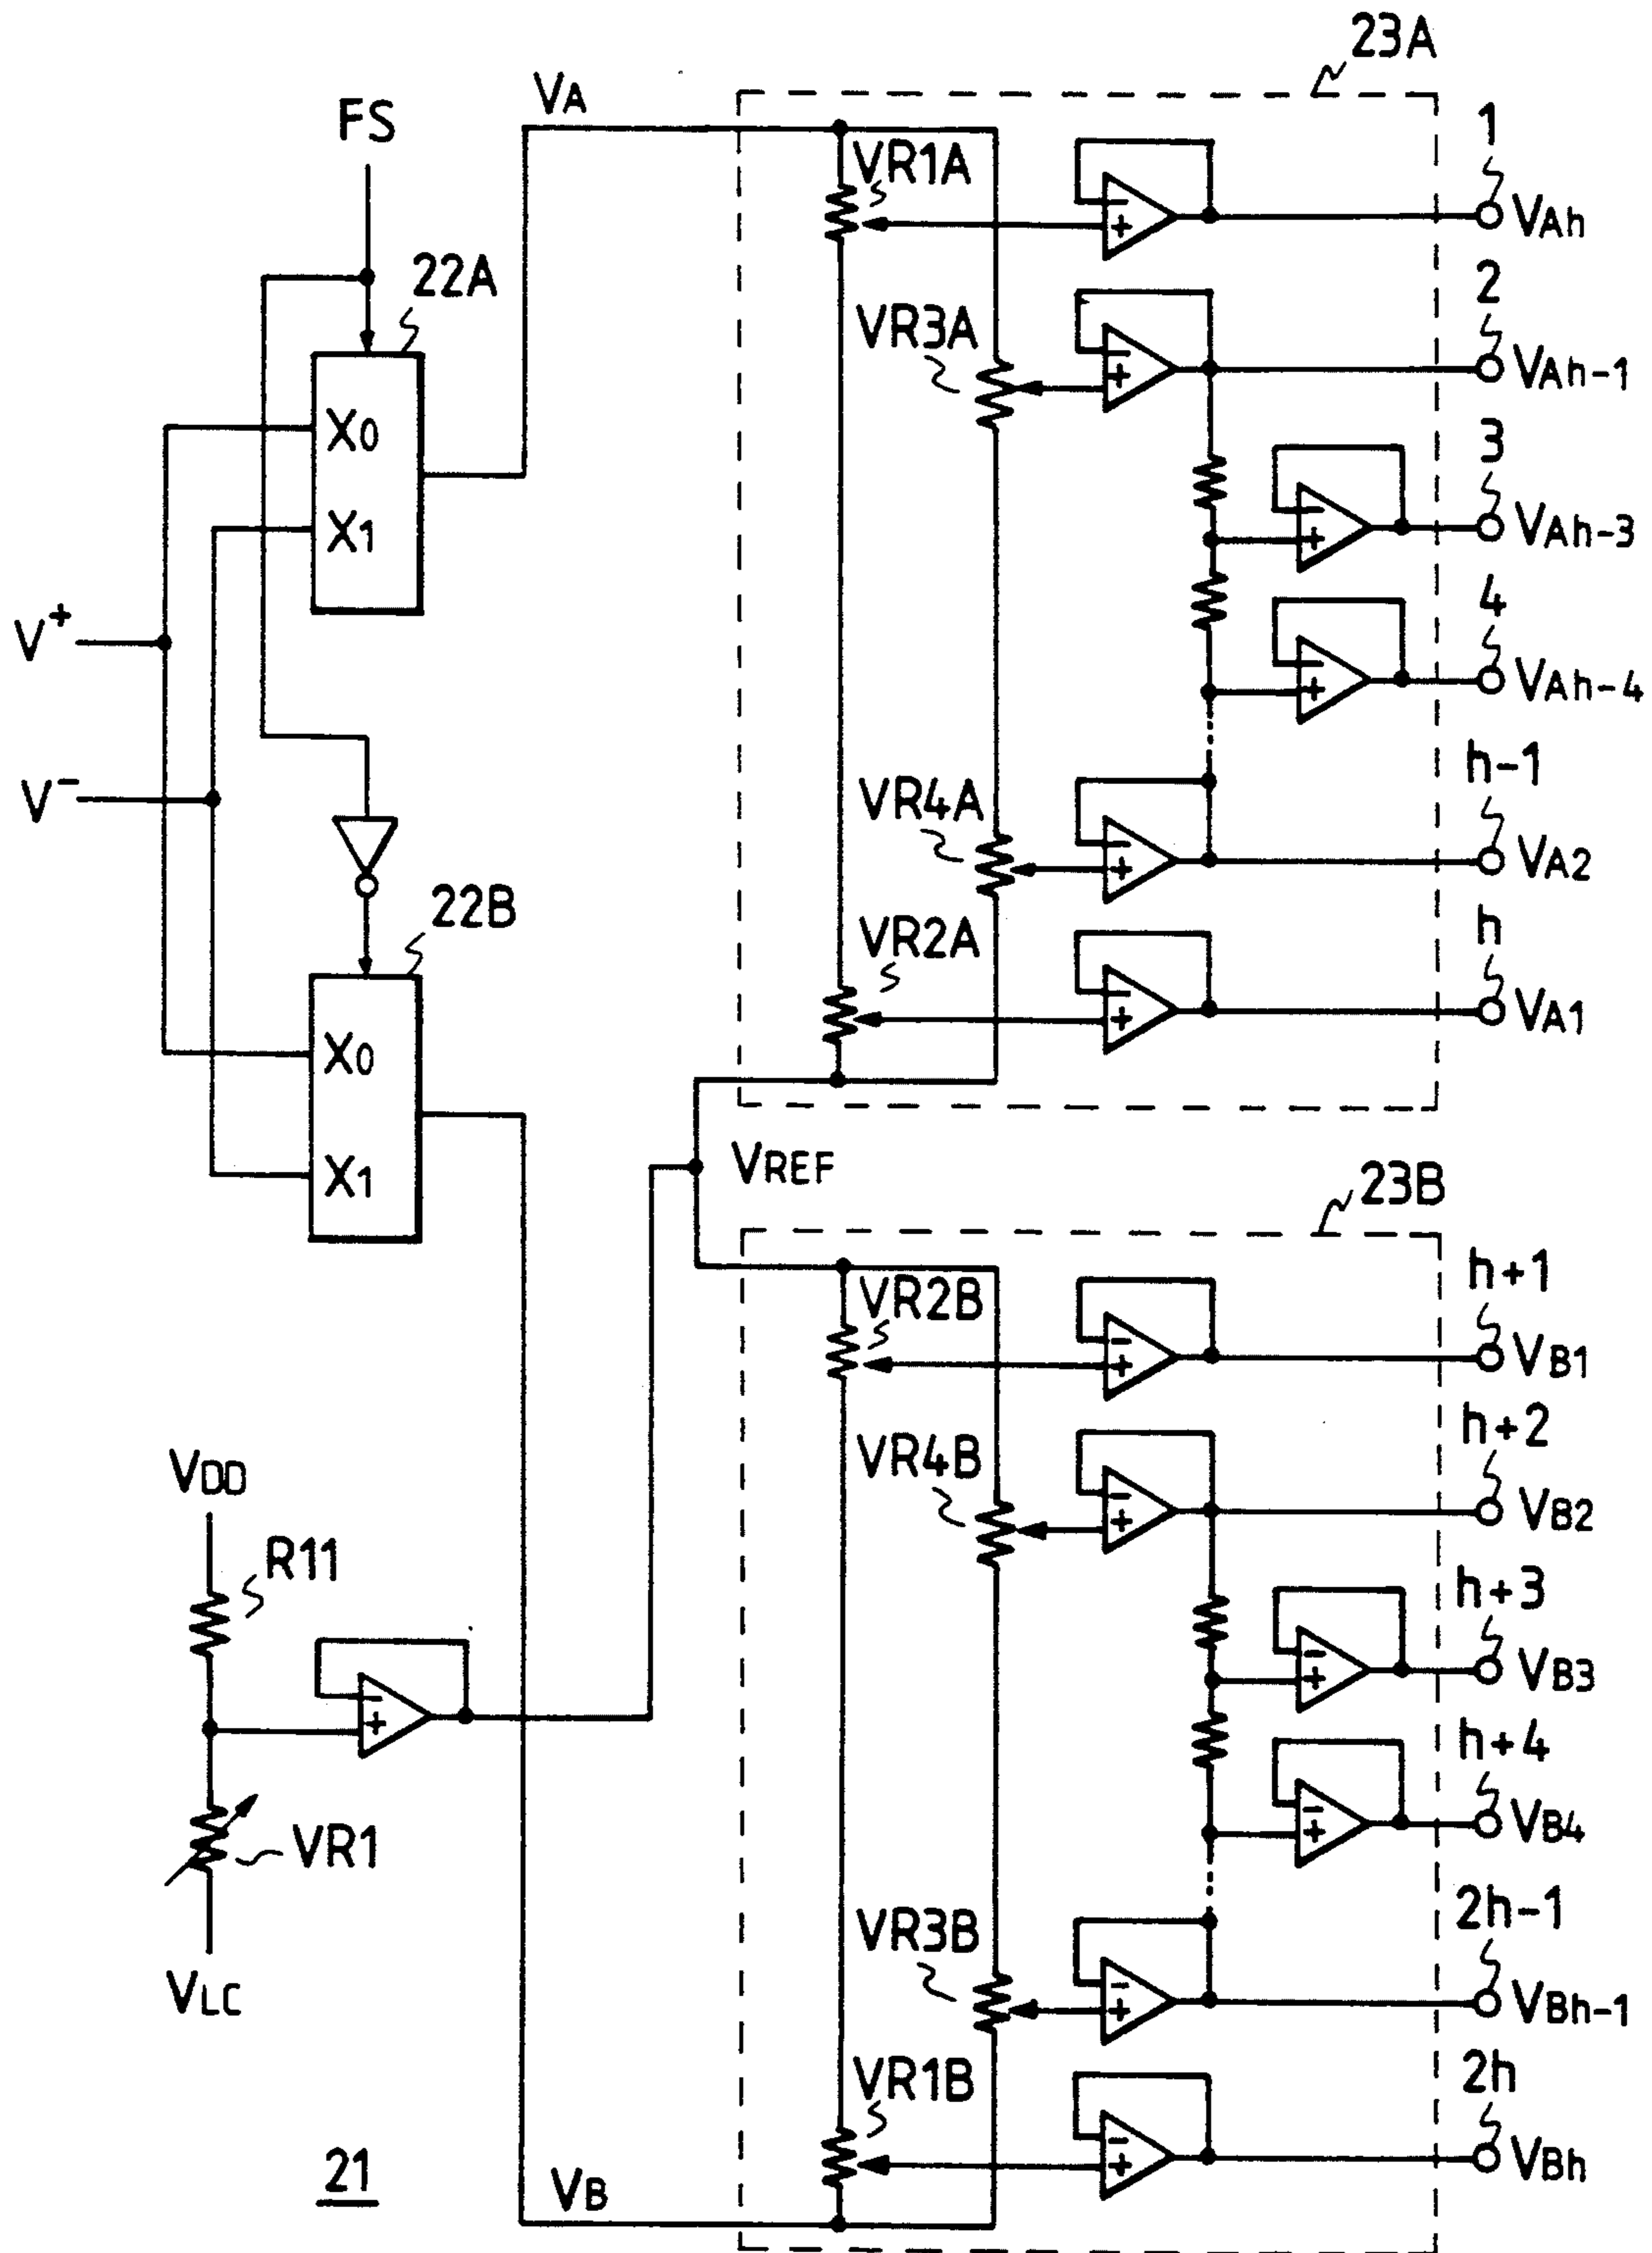 23A
VA
1
FS
VR1A
VAh
22A
2
VR3A
VAh-1
X0
3
X1
VAh-3
4
V+
VAh-4
h-1
V-
VR4A
VA2
22B
VR2A
h
VA1
X0
VREF
X1
23B
h+1
VR2B
VB1
h+2
VR4B
VDD
VB2
R11
h+3
VB3
h+4
VR1
VB4
2h-1
VR3B
VLC
VBh-1
2h
VR1B
21
VB
VBh
- + - + - + - + - + - +
- +
- + - + - + - + - + - +